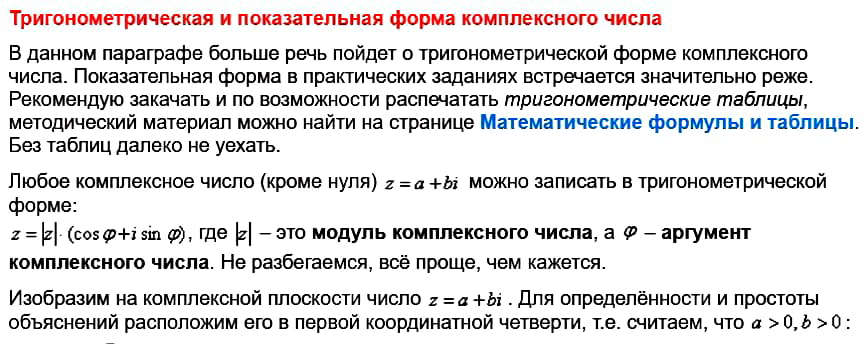 Тригонометрическая и показательная форма комплексного числа
В данном параграфе больше речь пойдет о тригонометрической форме комплексного
числа. Показательная форма в практических заданиях встречается значительно реже.
Рекомендую закачать и по возможности распечатать тригонометрические таблицы,
методический материал можно найти на странице Математические формулы и таблицы.
Без таблиц далеко не уехать.
Любое комплексное число (кроме нуля) z = a + bi можно записать в тригонометрической
форме:
z = |z| · (cos φ + i sin φ), где |z| – это модуль комплексного числа, а φ – аргумент
комплексного числа. Не разбегаемся, всё проще, чем кажется.
Изобразим на комплексной плоскости число z = a + bi . Для определённости и простоты
объяснений расположим его в первой координатной четверти, т.е. считаем, что a > 0, b > 0 :